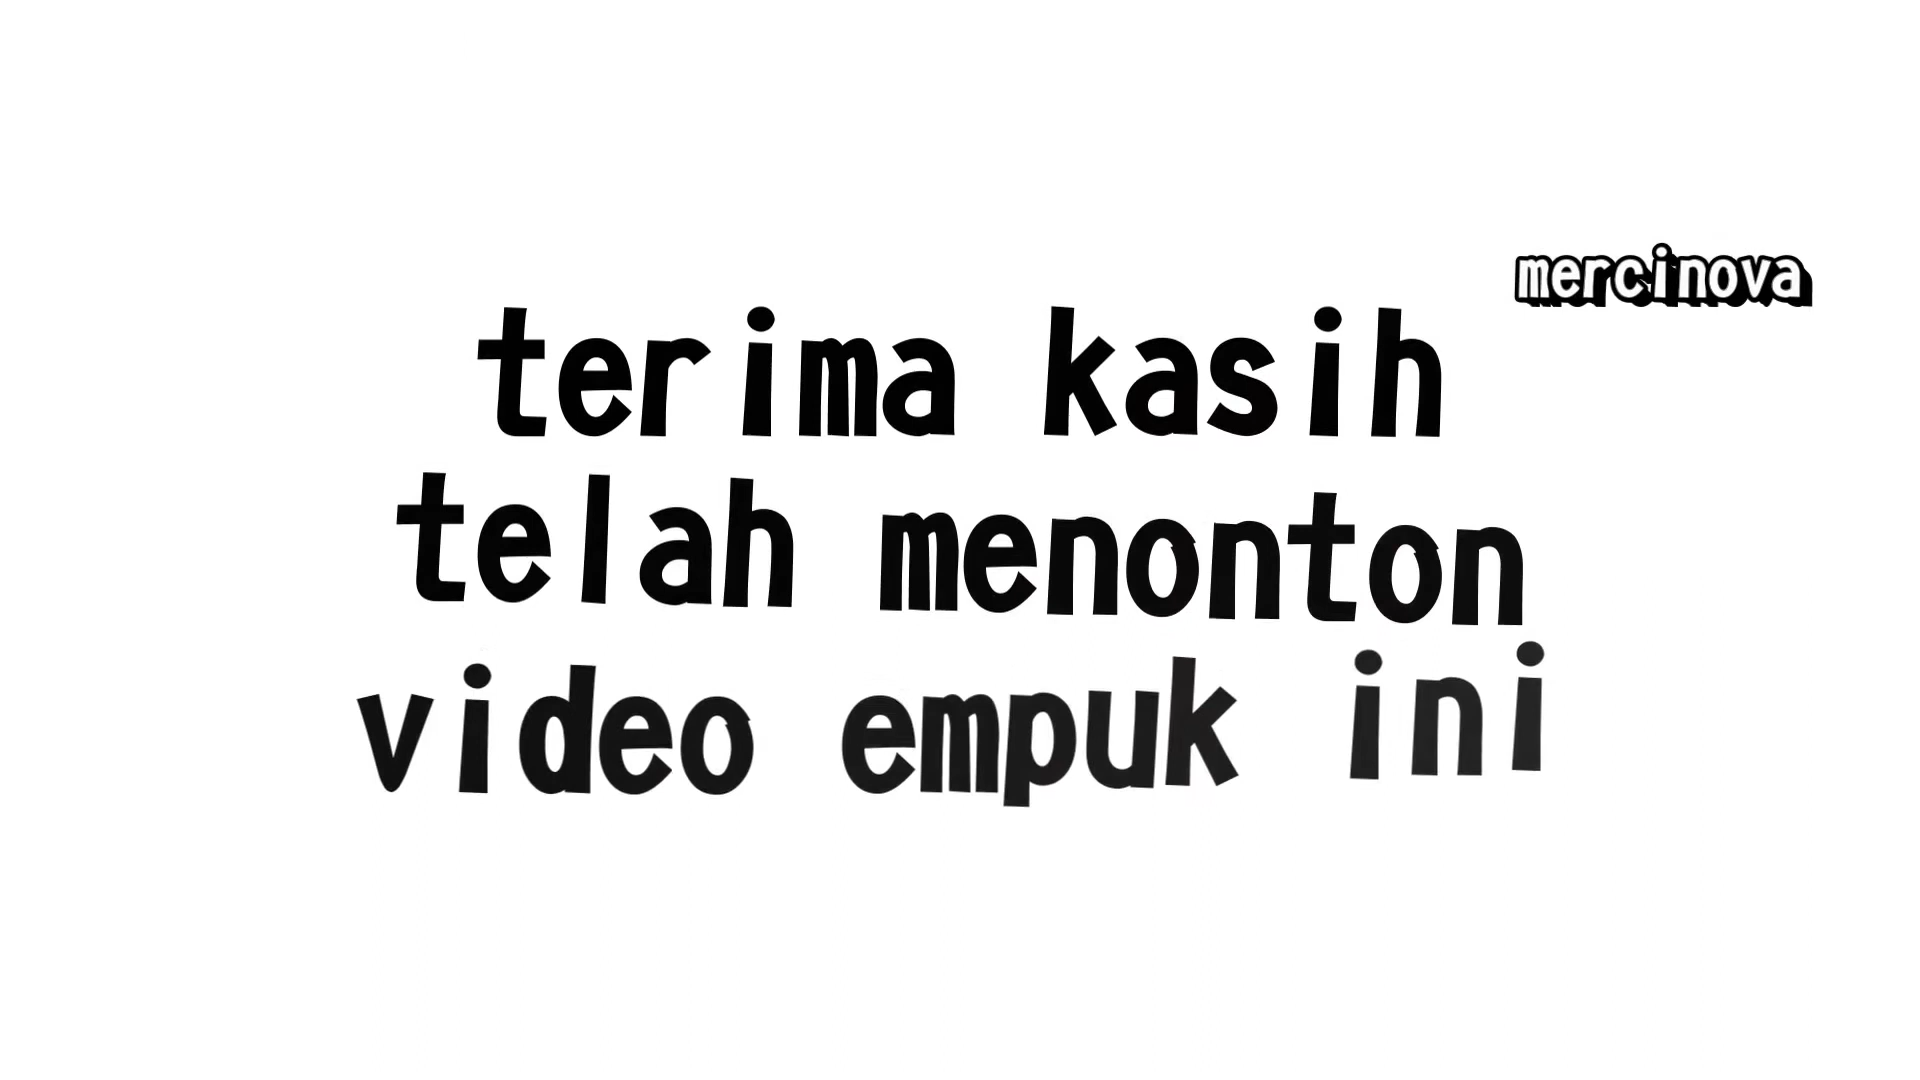 mercinova
terima kasih
telah menonton
video empuk ini